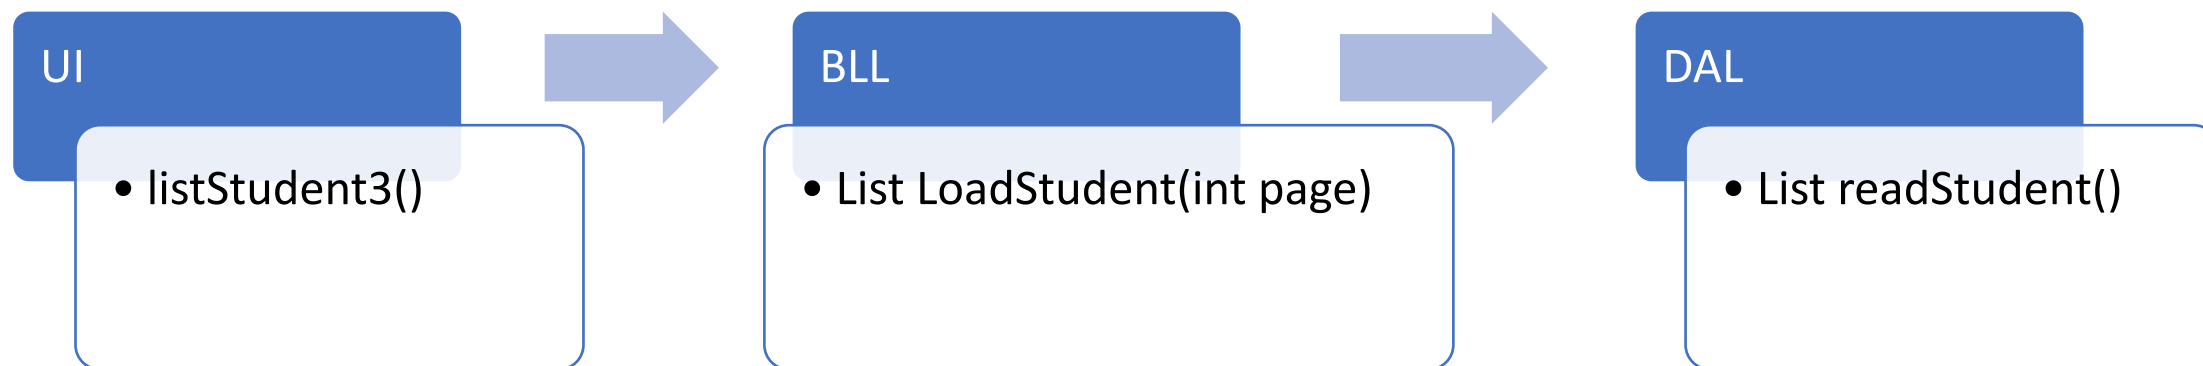 UI
• listStudent3()
BLL
• List LoadStudent(int page)
DAL
• List readStudent()